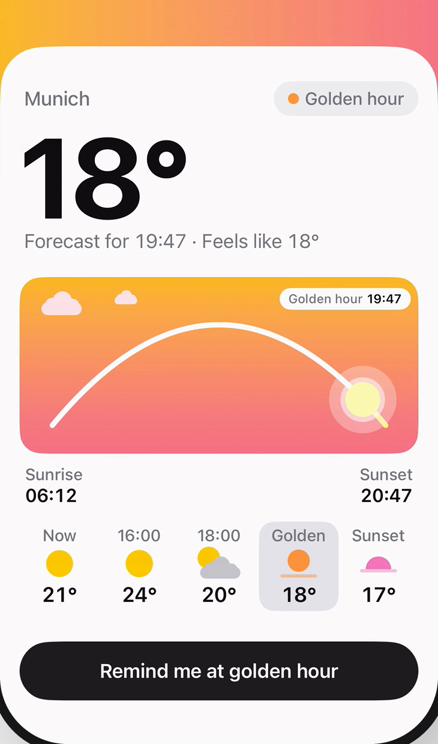 Munich
Golden hour
18°
Forecast for 19:47 · Feels like 18°
Golden hour 19:47
Sunrise
06:12
Sunset
20:47
Now
21°
16:00
24°
18:00
20°
Golden
18°
Sunset
17°
Remind me at golden hour